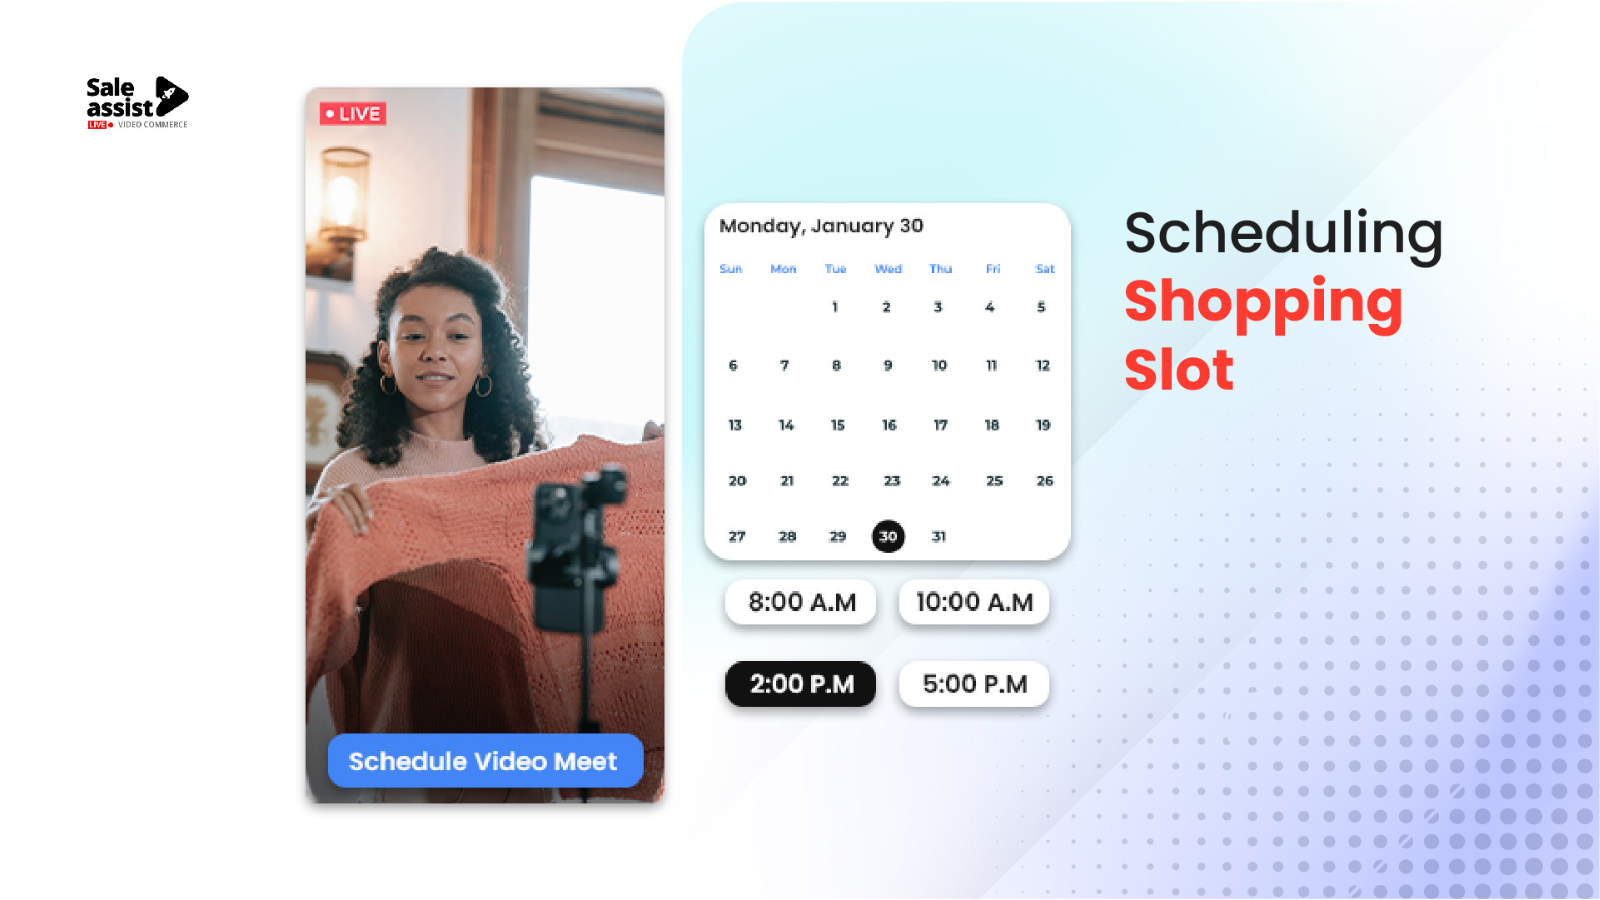 Sale
assist
LIVE VIDEO COMMERCE
LIVE
Schedule Video Meet
Monday, January 30
Sun Mon Tue Wed Thu Fri Sat
1 2 3 4 5
6 7 8 9 10 11 12
13 14 15 16 17 18 19
20 21 22 23 24 25 26
27 28 29 30 31
8:00 A.M 10:00 A.M
2:00 P.M 5:00 P.M
Scheduling
Shopping
Slot